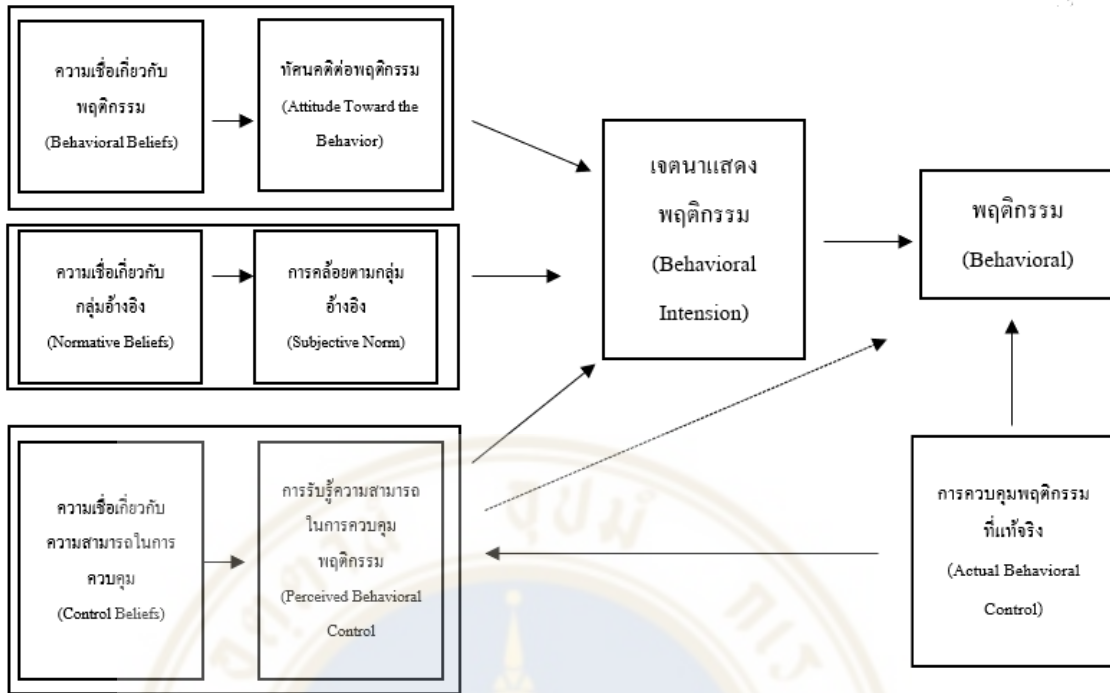 ความเชื่อเกี่ยวกับ
พฤติกรรม
(Behavioral Beliefs)
ทัศนคติต่อพฤติกรรม
(Attitude Toward the
Behavior)
เจตนาแสดง
พฤติกรรม
(Behavioral
Intension)
พฤติกรรม
(Behavioral)
ความเชื่อเกี่ยวกับ
กลุ่มอ้างอิง
(Normative Beliefs)
การคล้อยตามกลุ่ม
อ้างอิง
(Subjective Norm)
ความเชื่อเกี่ยวกับ
ความสามารถในการ
ควบคุม
(Control Beliefs)
การรับรู้ความสามารถ
ในการควบคุม
พฤติกรรม
(Perceived Behavioral
Control
การควบคุมพฤติกรรม
ที่แท้จริง
(Actual Behavioral
Control)